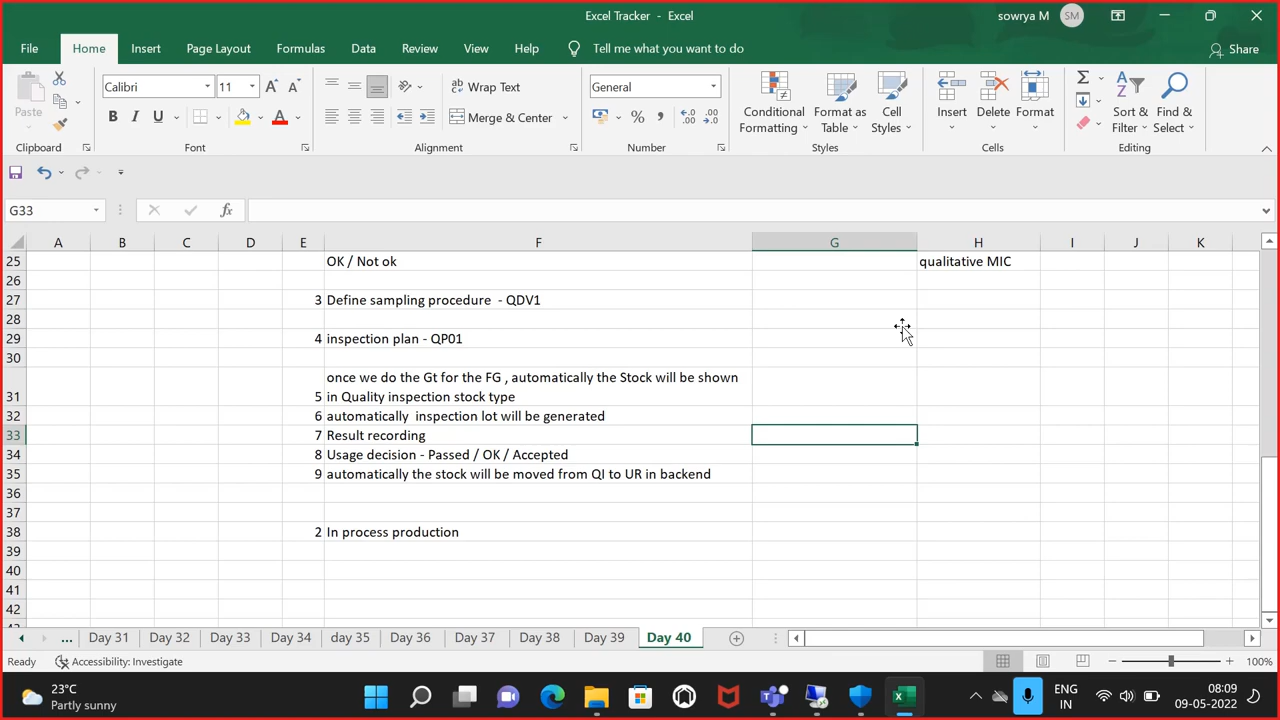 Excel Tracker - Excel
sowrya M
SM
File Home Insert Page Layout Formulas Data Review View Help Tell me what you want to do Share
Calibri 11 Wrap Text General
Paste Merge & Center Conditional Formatting Format as Table Cell Styles Insert Delete Format Sort & Filter Find & Select
Clipboard Font Alignment Number Styles Cells Editing
G33 fx
A B C D E F G H I J K
25 OK / Not ok qualitative MIC
26
27 3 Define sampling procedure - QDV1
28
29 4 inspection plan - QP01
30
once we do the Gt for the FG , automatically the Stock will be shown
31 5 in Quality inspection stock type
32 6 automatically inspection lot will be generated
33 7 Result recording
34 8 Usage decision - Passed / OK / Accepted
35 9 automatically the stock will be moved from QI to UR in backend
36
37
38 2 In process production
39
40
41
42
... Day 31 Day 32 Day 33 Day 34 day 35 Day 36 Day 37 Day 38 Day 39 Day 40
Ready Accessibility: Investigate 100%
23°C
Partly sunny
ENG
IN
08:09
09-05-2022